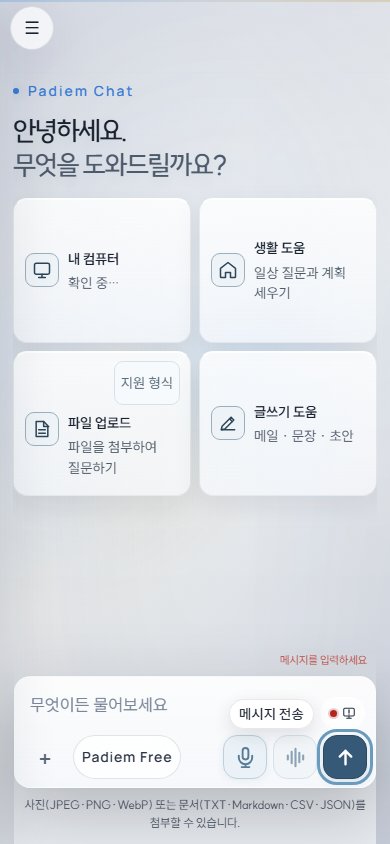 Padiem Chat
안녕하세요.
무엇을 도와드릴까요?
내 컴퓨터
확인 중…
생활 도움
일상 질문과 계획
세우기
지원 형식
파일 업로드
파일을 첨부하여
질문하기
글쓰기 도움
메일 · 문장 · 초안
메시지를 입력하세요
무엇이든 물어보세요
메시지 전송
Padiem Free
사진(JPEG·PNG·WebP) 또는 문서(TXT·Markdown·CSV·JSON)를
첨부할 수 있습니다.